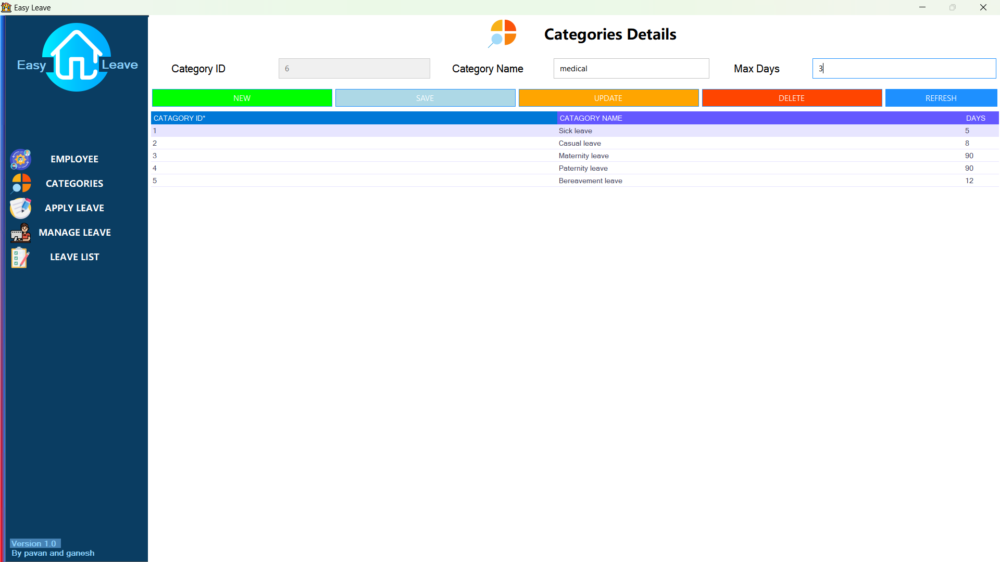 Easy Leave
Easy Leave
EMPLOYEE
CATEGORIES
APPLY LEAVE
MANAGE LEAVE
LEAVE LIST
Version 1.0
By pavan and ganesh
Categories Details
Category ID 6 Category Name medical Max Days 3
NEW SAVE UPDATE DELETE REFRESH
CATAGORY ID* CATAGORY NAME DAYS
1 Sick leave 5
2 Casual leave 8
3 Maternity leave 90
4 Paternity leave 90
5 Bereavement leave 12